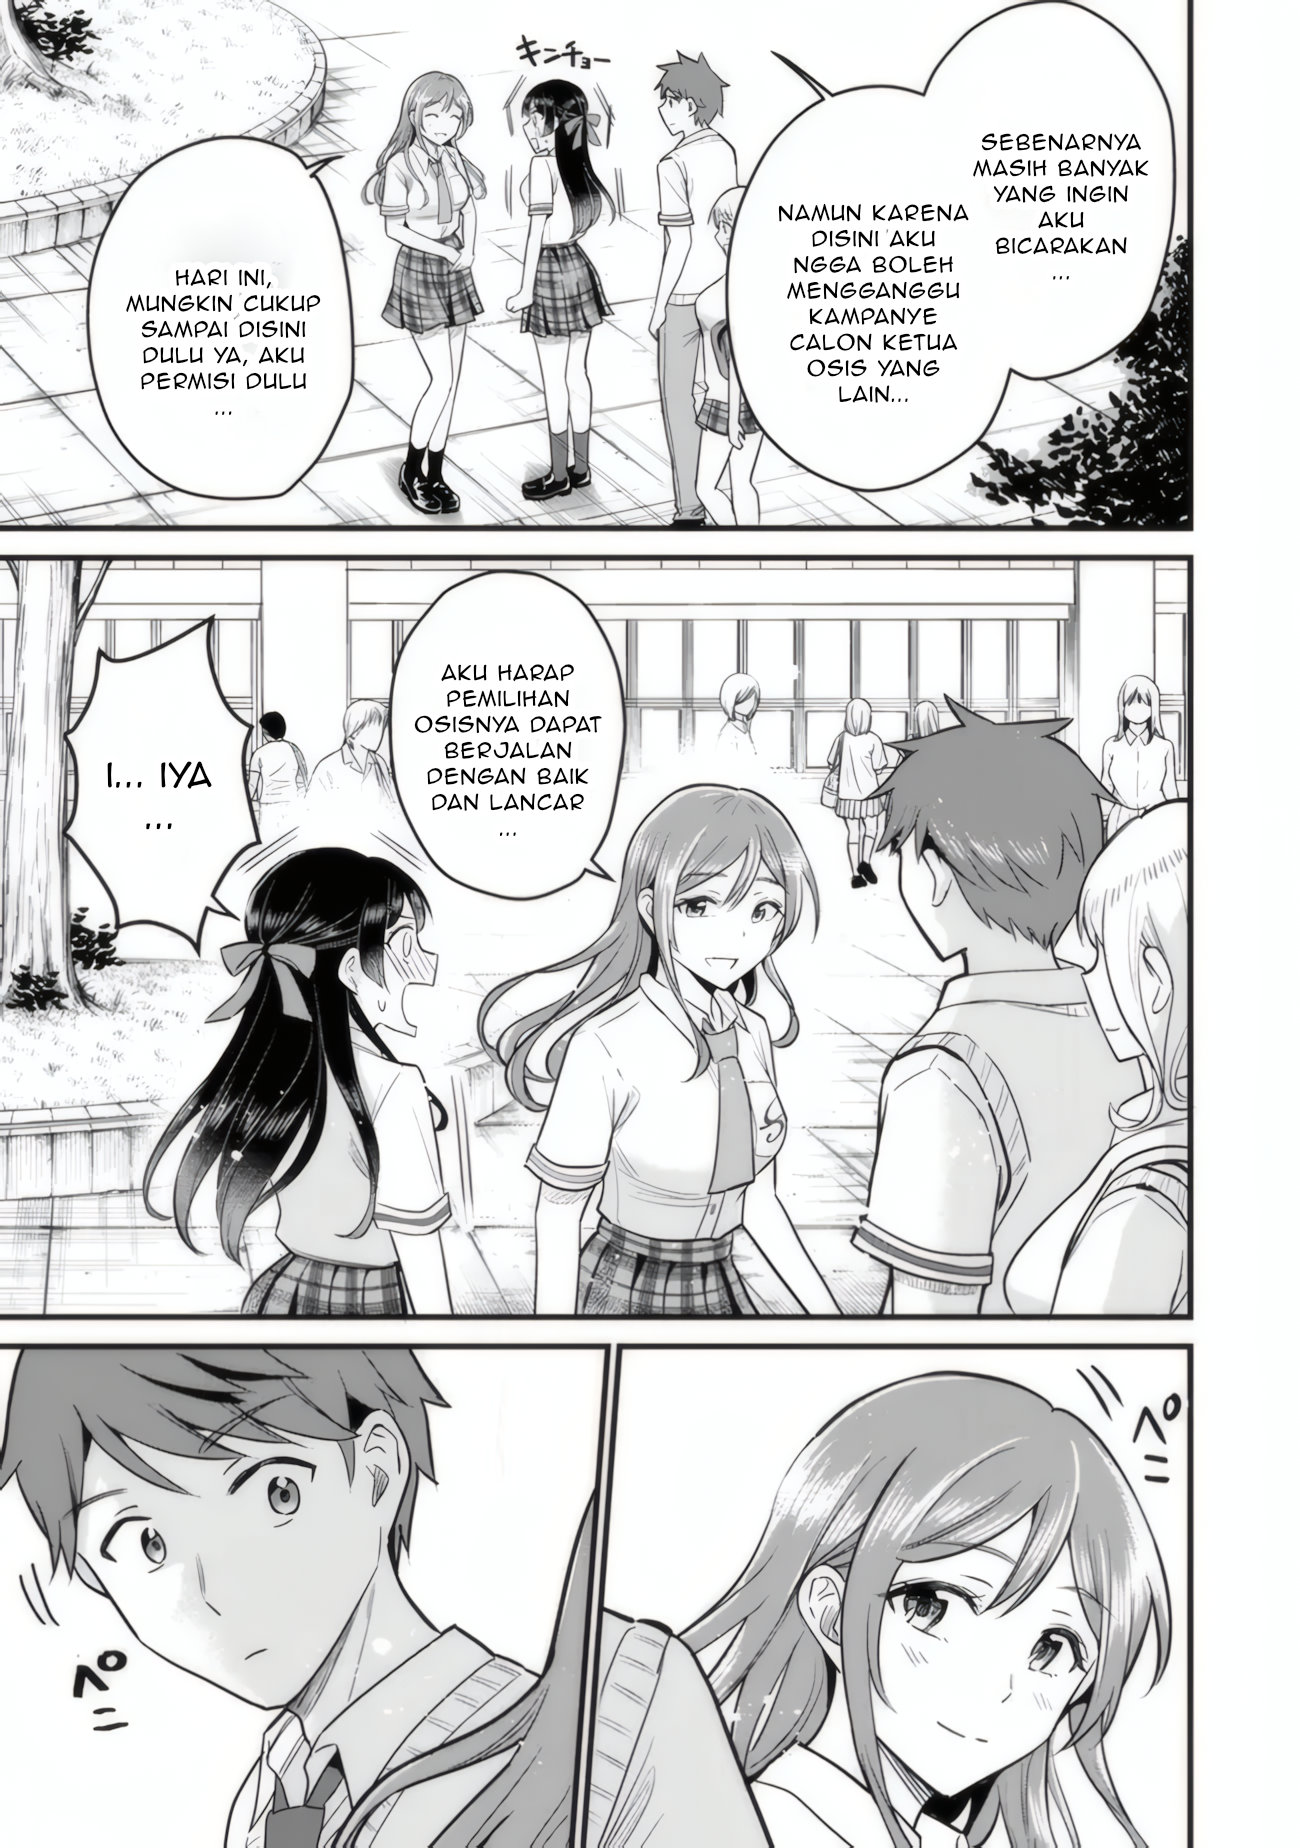 SEBENARNYA
MASIH BANYAK
YANG INGIN
AKU
BICARAKAN
...
NAMUN KARENA
DISINI AKU
NGGA BOLEH
MENGGANGGU
KAMPANYE
CALON KETUA
OSIS YANG
LAIN...
キンチョー
HARI INI,
MUNGKIN CUKUP
SAMPAI DISINI
DULU YA, AKU
PERMISI DULU
...
AKU HARAP
PEMILIHAN
OSISNYA DAPAT
BERJALAN
DENGAN BAIK
DAN LANCAR
...
I... IYA
...
ペコ
ペコ